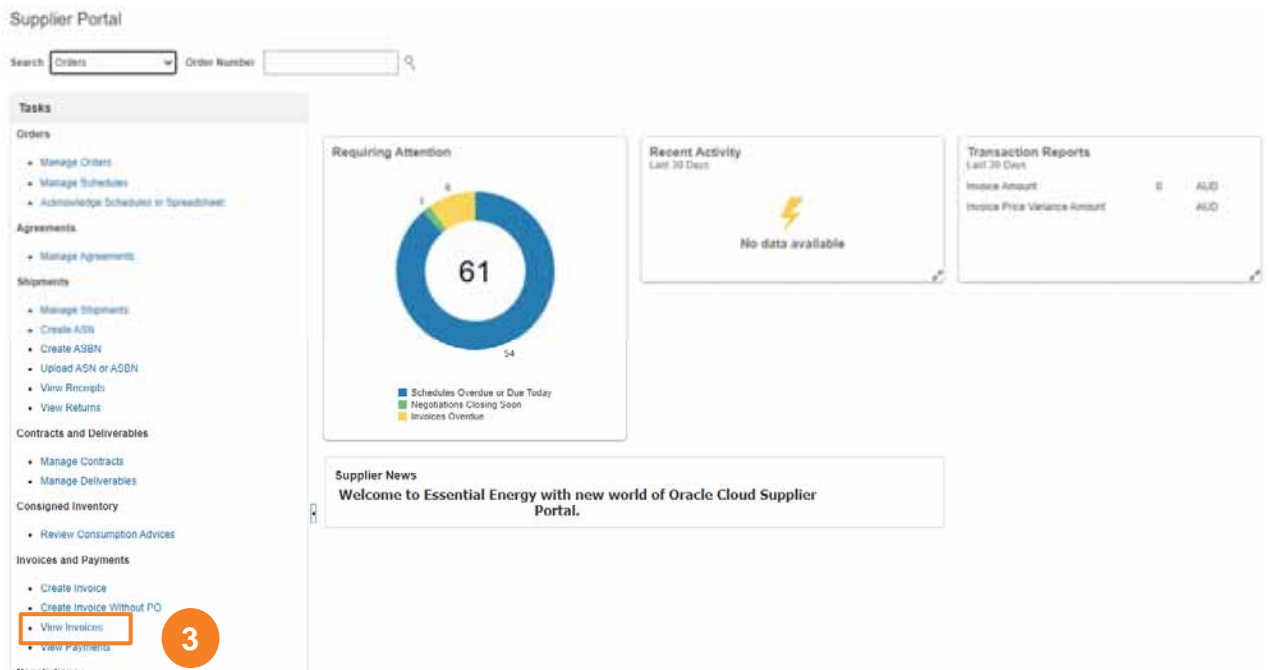 Supplier Portal
Search Orders Order Number
Tasks
Orders
Manage Orders
Manage Schedules
Acknowledge Schedules in Spreadsheet
Agreements
Manage Agreements
Shipments
Manage Shipments
Create ASN
Create ASBN
Upload ASN or ASBN
View Receipts
View Returns
Contracts and Deliverables
Manage Contracts
Manage Deliverables
Consigned Inventory
Review Consumption Advices
Invoices and Payments
Create Invoice
Create Invoice Without PO
View Invoices
3
View Payments
Requiring Attention
6
1
61
54
Schedules Overdue or Due Today
Negotiations Closing Soon
Invoices Overdue
Recent Activity
Last 30 Days
No data available
Transaction Reports
Last 30 Days
Invoice Amount 0 AUD
Invoice Price Variance Amount AUD
Supplier News
Welcome to Essential Energy with new world of Oracle Cloud Supplier
Portal.